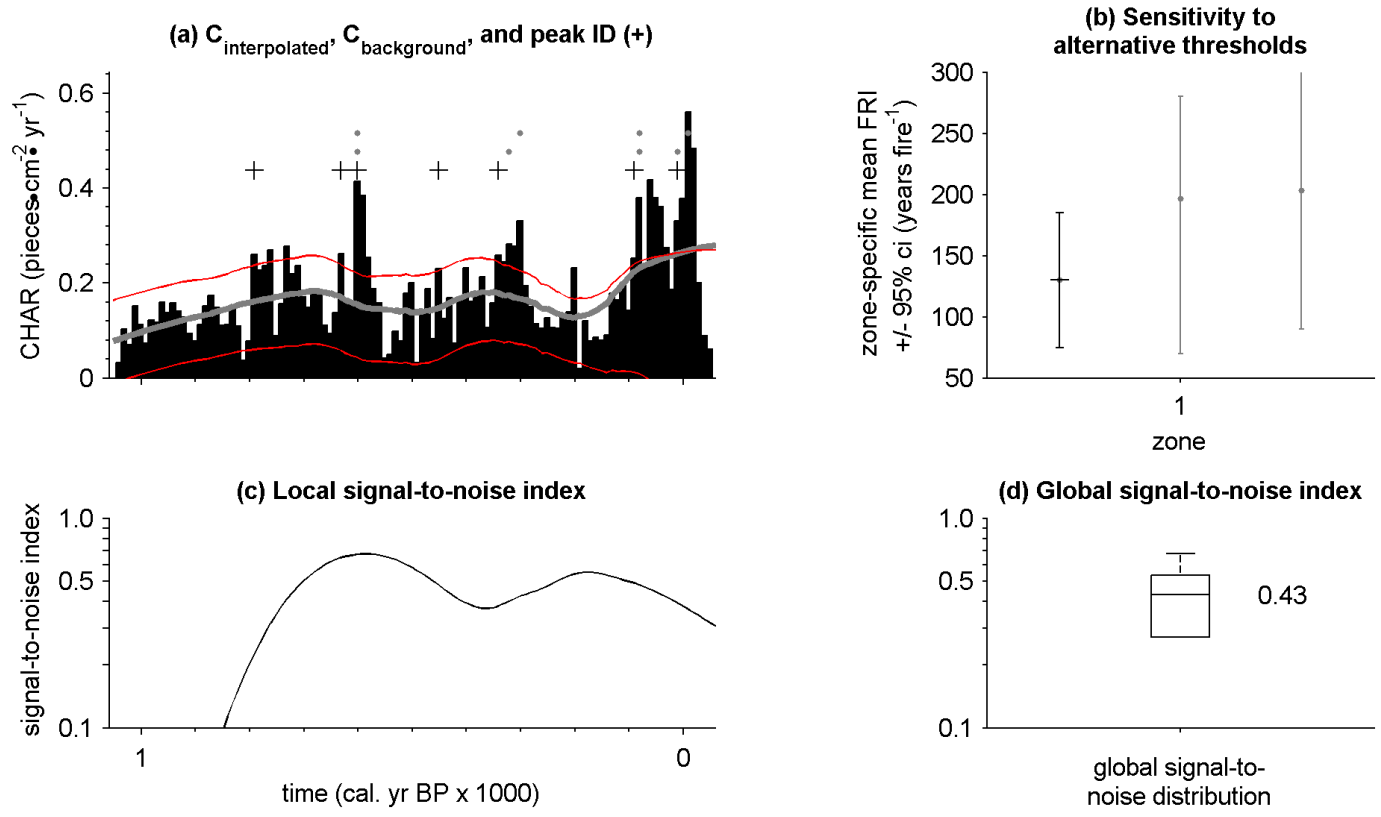 (a) C_interpolated, C_background, and peak ID (+)
CHAR (pieces•cm^-2• yr^-1)
0.6
0.4
0.2
0
(b) Sensitivity to
alternative thresholds
zone-specific mean FRI
+/- 95% ci (years fire^-1)
300
250
200
150
100
50
1
zone
(c) Local signal-to-noise index
signal-to-noise index
1.0
0.5
0.1
1
0
time (cal. yr BP x 1000)
(d) Global signal-to-noise index
1.0
0.5
0.1
0.43
global signal-to-
noise distribution